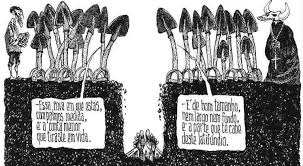 -Essa cova em que estás,
com palmos medida,
é a conta menor
que tiraste em vida.
-É de bom tamanho,
nem largo nem fundo,
é a parte que te cabe
deste latifúndio.